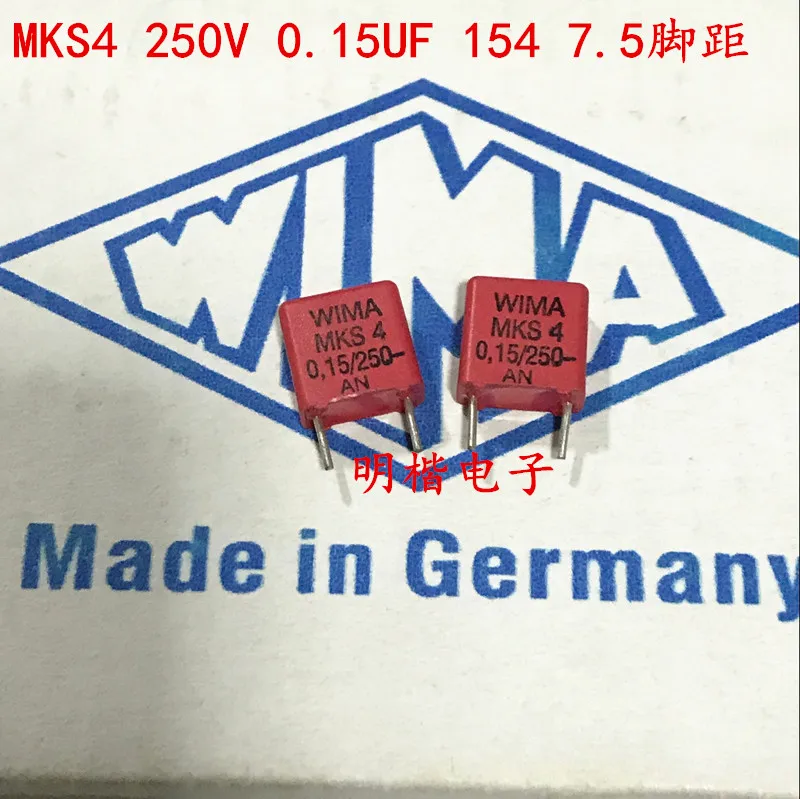 MKS4 250V 0.15UF 154 7.5脚距
WIMA
WIMA
MKS 4
0,15/250–
AN
WIMA
MKS 4
0,15/250–
AN
明楷电子
Made in Germany